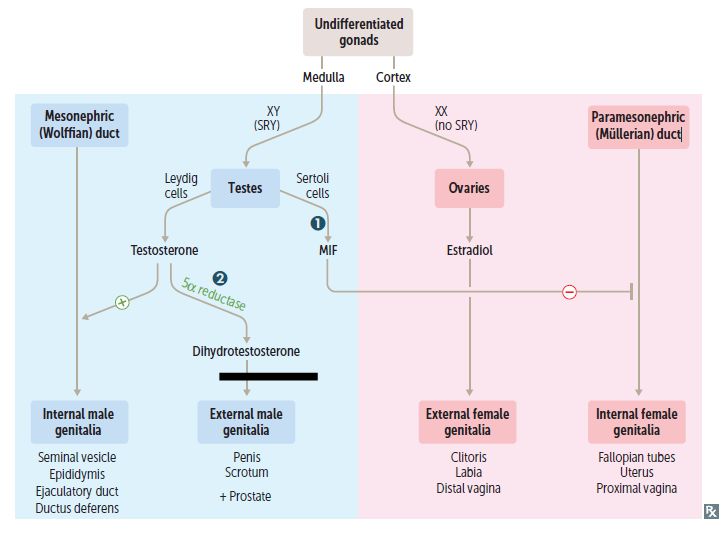 Undifferentiated
gonads
Medulla
Cortex
Mesonephric
(Wolffian) duct
XY
(SRY)
XX
(no SRY)
Paramesonephric
(Müllerian) duct
Leydig
cells
Testes
Sertoli
cells
Ovaries
1
Testosterone
MIF
Estradiol
2
5α reductase
+
−
Dihydrotestosterone
Internal male
genitalia
External male
genitalia
External female
genitalia
Internal female
genitalia
Seminal vesicle
Epididymis
Ejaculatory duct
Ductus deferens
Penis
Scrotum
+ Prostate
Clitoris
Labia
Distal vagina
Fallopian tubes
Uterus
Proximal vagina
Rx